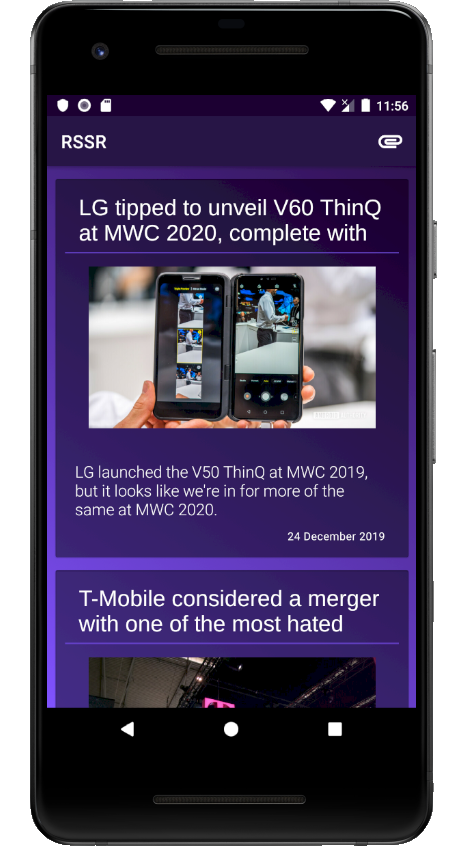 11:56
RSSR
LG tipped to unveil V60 ThinQ
at MWC 2020, complete with
LG launched the V50 ThinQ at MWC 2019,
but it looks like we're in for more of the
same at MWC 2020.
24 December 2019
T-Mobile considered a merger
with one of the most hated